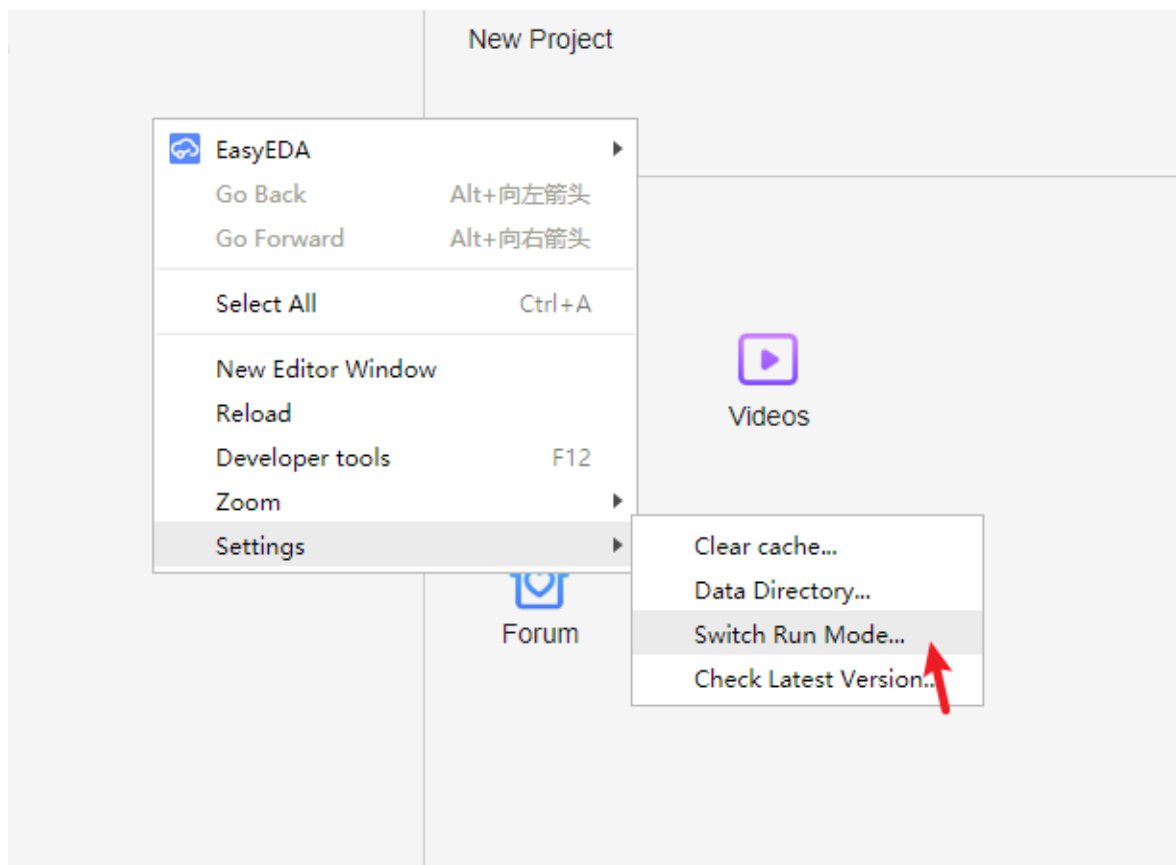 New Project
EasyEDA
Go Back Alt+向左箭头
Go Forward Alt+向右箭头
Select All Ctrl+A
New Editor Window
Reload
Developer tools F12
Zoom
Settings
Videos
Forum
Clear cache...
Data Directory...
Switch Run Mode...
Check Latest Version..